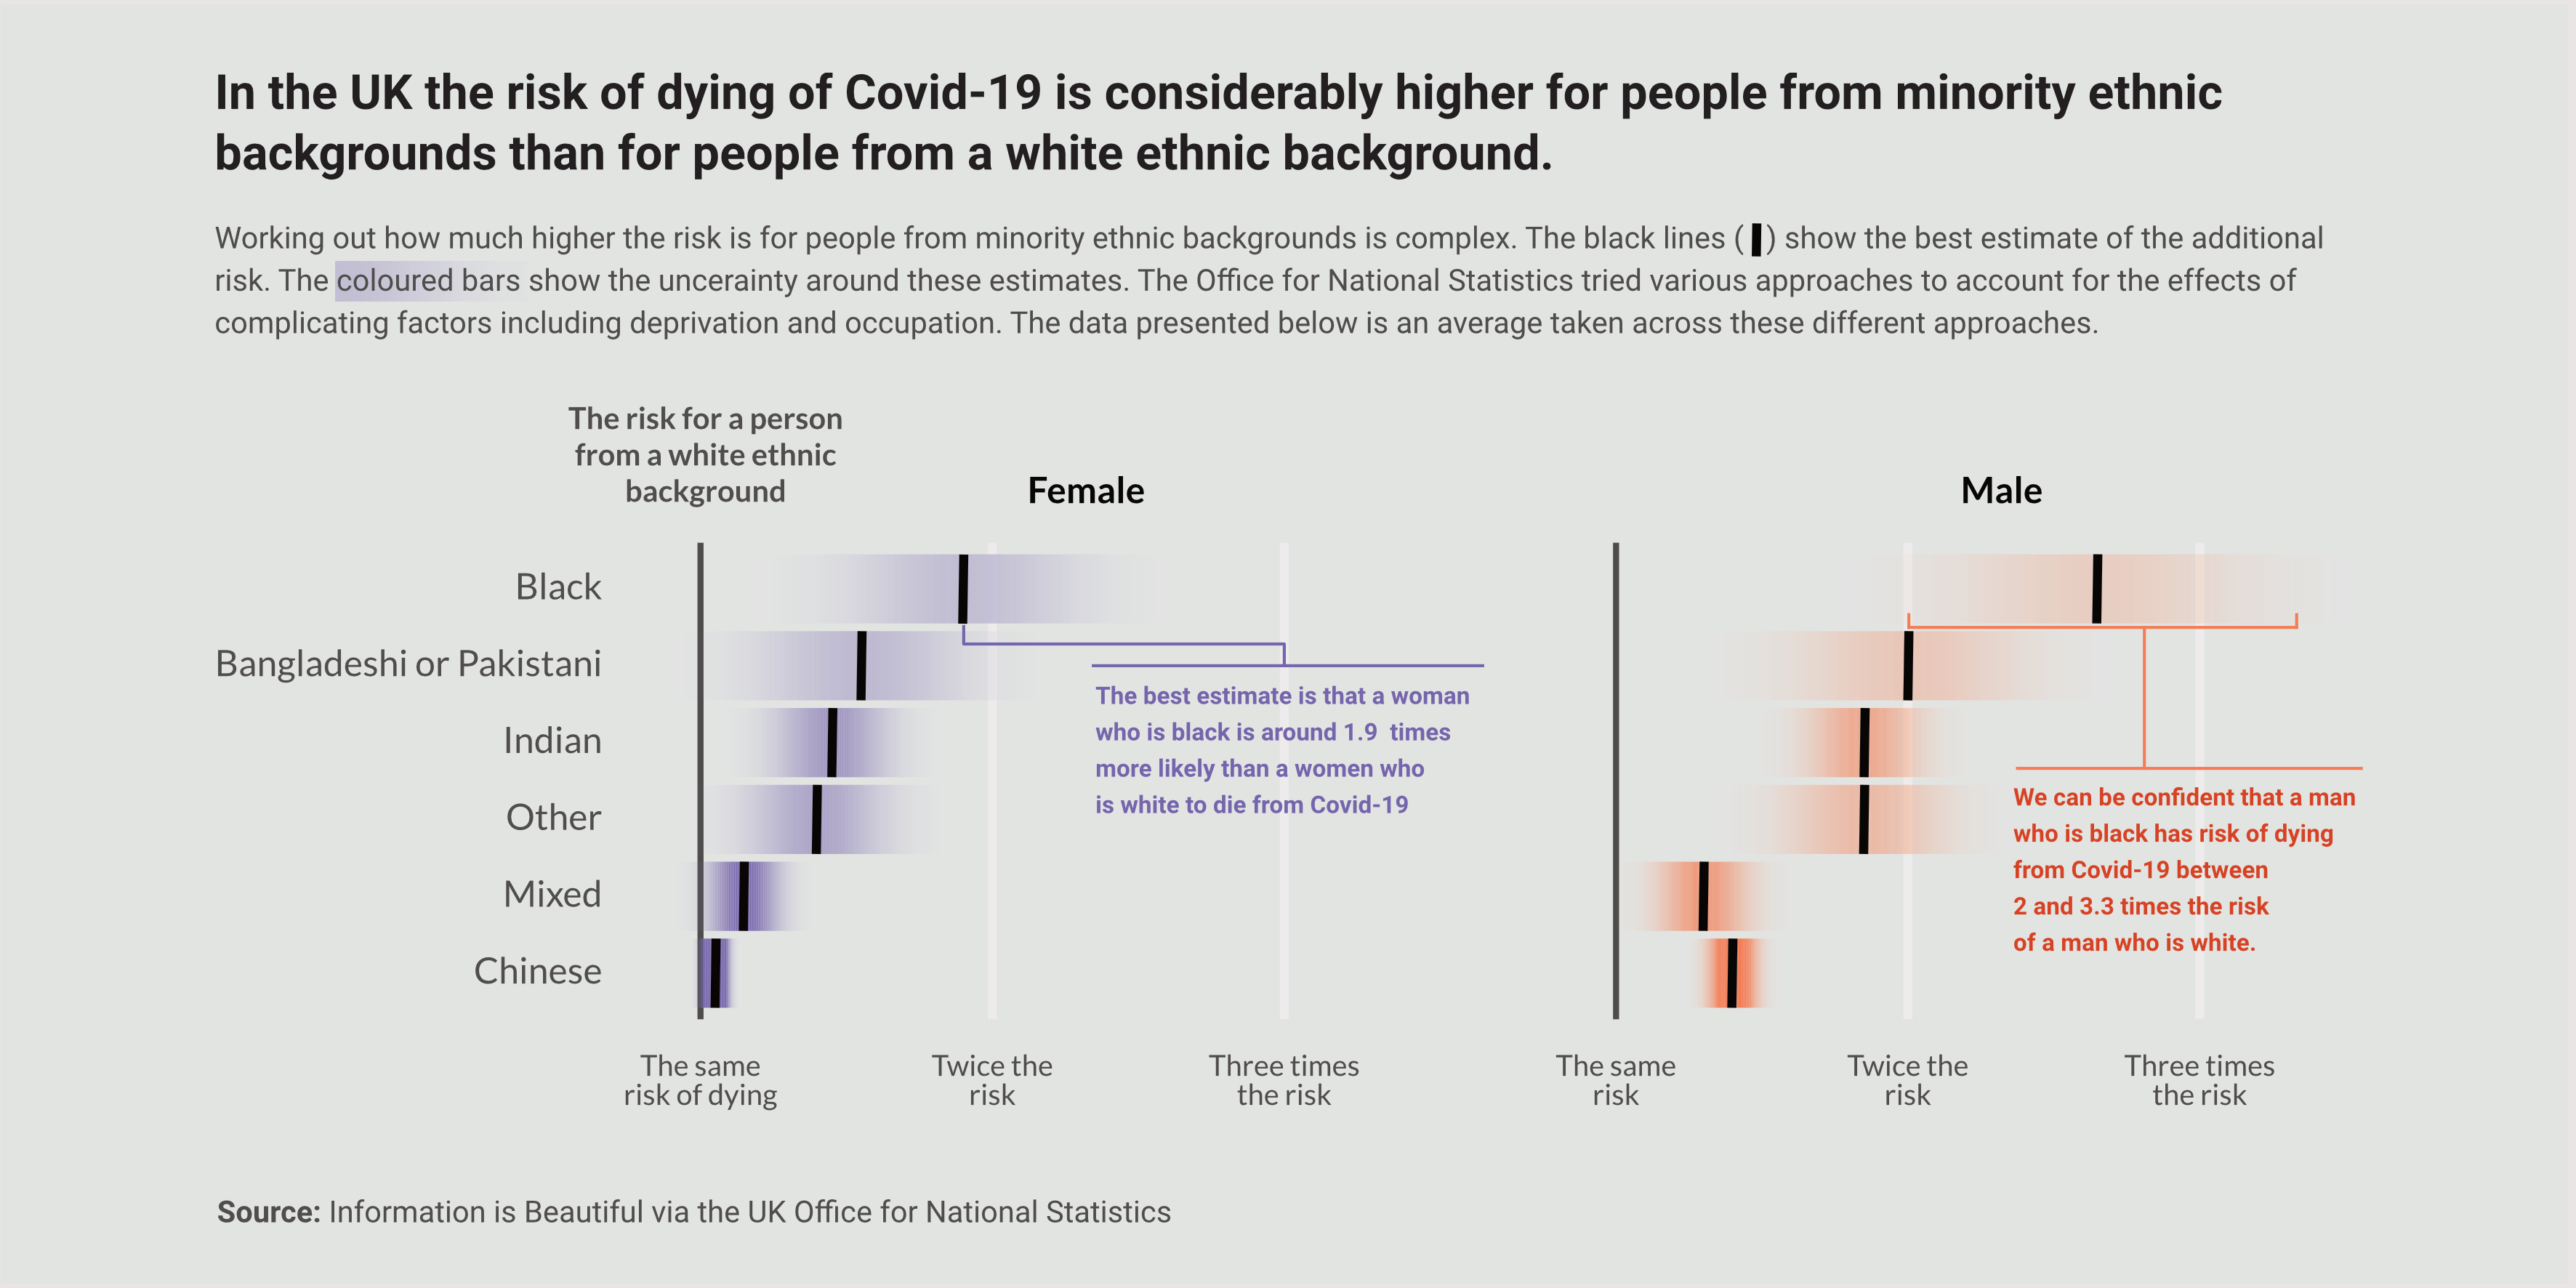 In the UK the risk of dying of Covid-19 is considerably higher for people from minority ethnic
backgrounds than for people from a white ethnic background.
Working out how much higher the risk is for people from minority ethnic backgrounds is complex. The black lines ( ) show the best estimate of the additional
risk. The coloured bars show the uncerainty around these estimates. The Office for National Statistics tried various approaches to account for the effects of
complicating factors including deprivation and occupation. The data presented below is an average taken across these different approaches.
The risk for a person
from a white ethnic
background
Female
Male
Black
Bangladeshi or Pakistani
Indian
Other
Mixed
Chinese
The best estimate is that a woman
who is black is around 1.9 times
more likely than a women who
is white to die from Covid-19
We can be confident that a man
who is black has risk of dying
from Covid-19 between
2 and 3.3 times the risk
of a man who is white.
The same
risk of dying
Twice the
risk
Three times
the risk
The same
risk
Twice the
risk
Three times
the risk
Source: Information is Beautiful via the UK Office for National Statistics